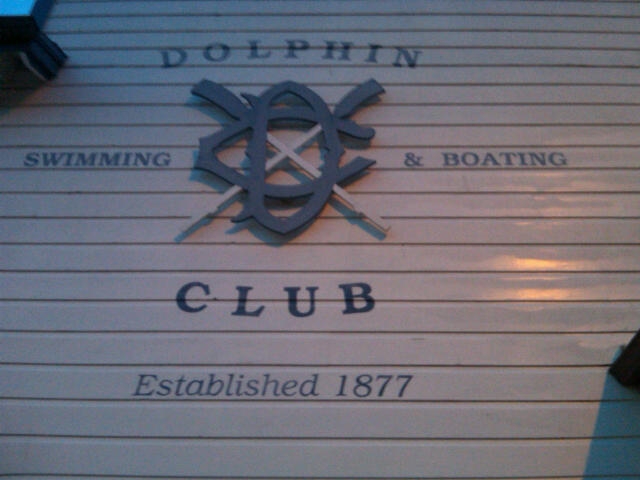 DOLPHIN
SWIMMING & BOATING
CLUB
Established 1877